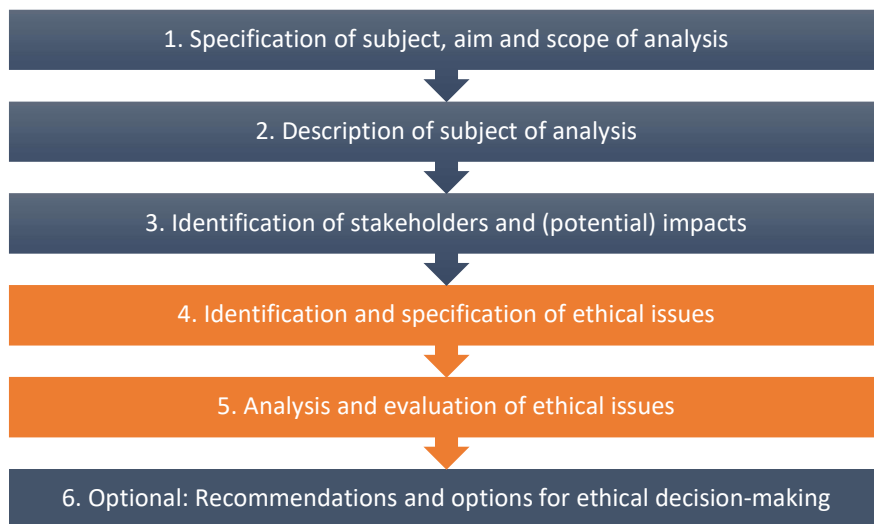 1. Specification of subject, aim and scope of analysis
2. Description of subject of analysis
3. Identification of stakeholders and (potential) impacts
4. Identification and specification of ethical issues
5. Analysis and evaluation of ethical issues
6. Optional: Recommendations and options for ethical decision-making